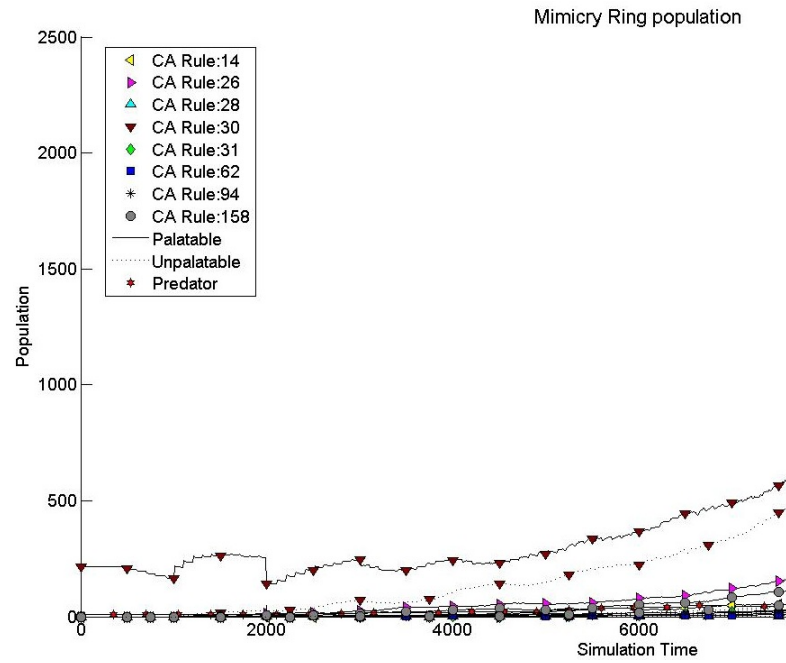 Mimicry Ring population
2500
CA Rule:14
CA Rule:26
CA Rule:28
CA Rule:30
CA Rule:31
CA Rule:62
CA Rule:94
CA Rule:158
Palatable
Unpalatable
Predator
2000
1500
1000
500
0
Population
0 2000 4000 6000
Simulation Time